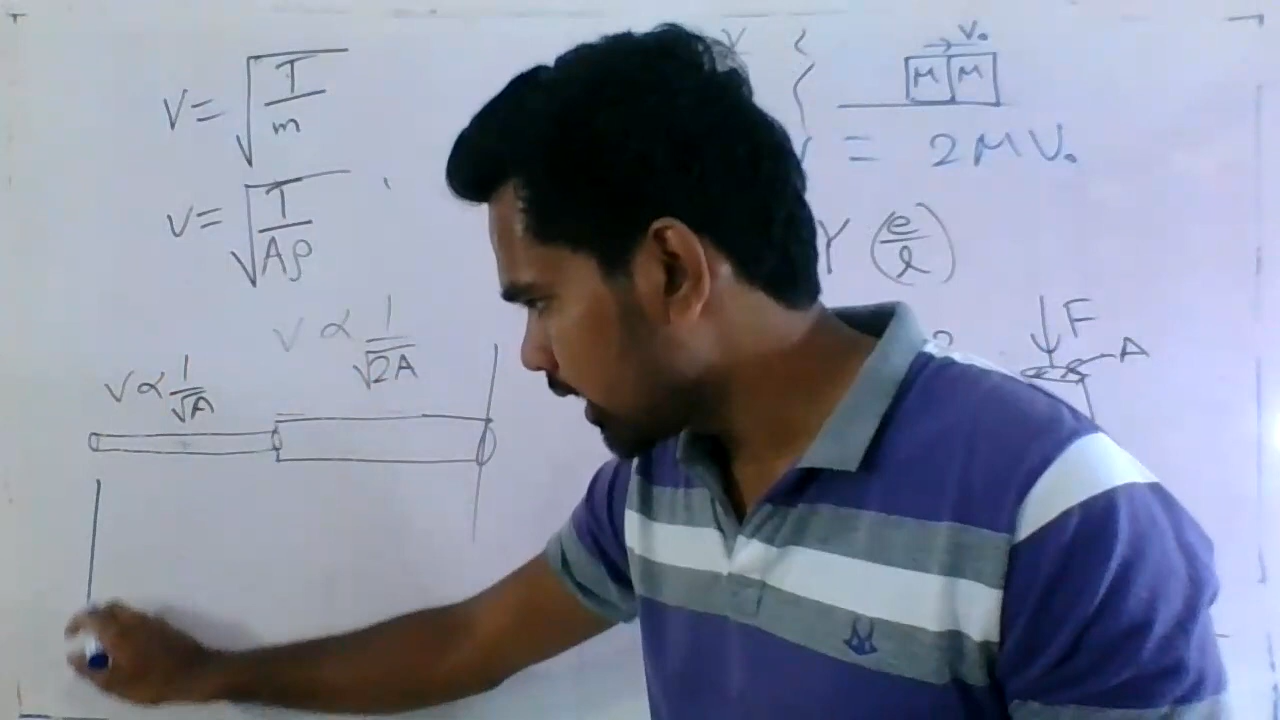 V = √(T/m)
V = √(T/Aρ)
V ∝ 1/√2A
V ∝ 1/√A
V₀
M M
= 2MV₀
Y (e/l)
F
A